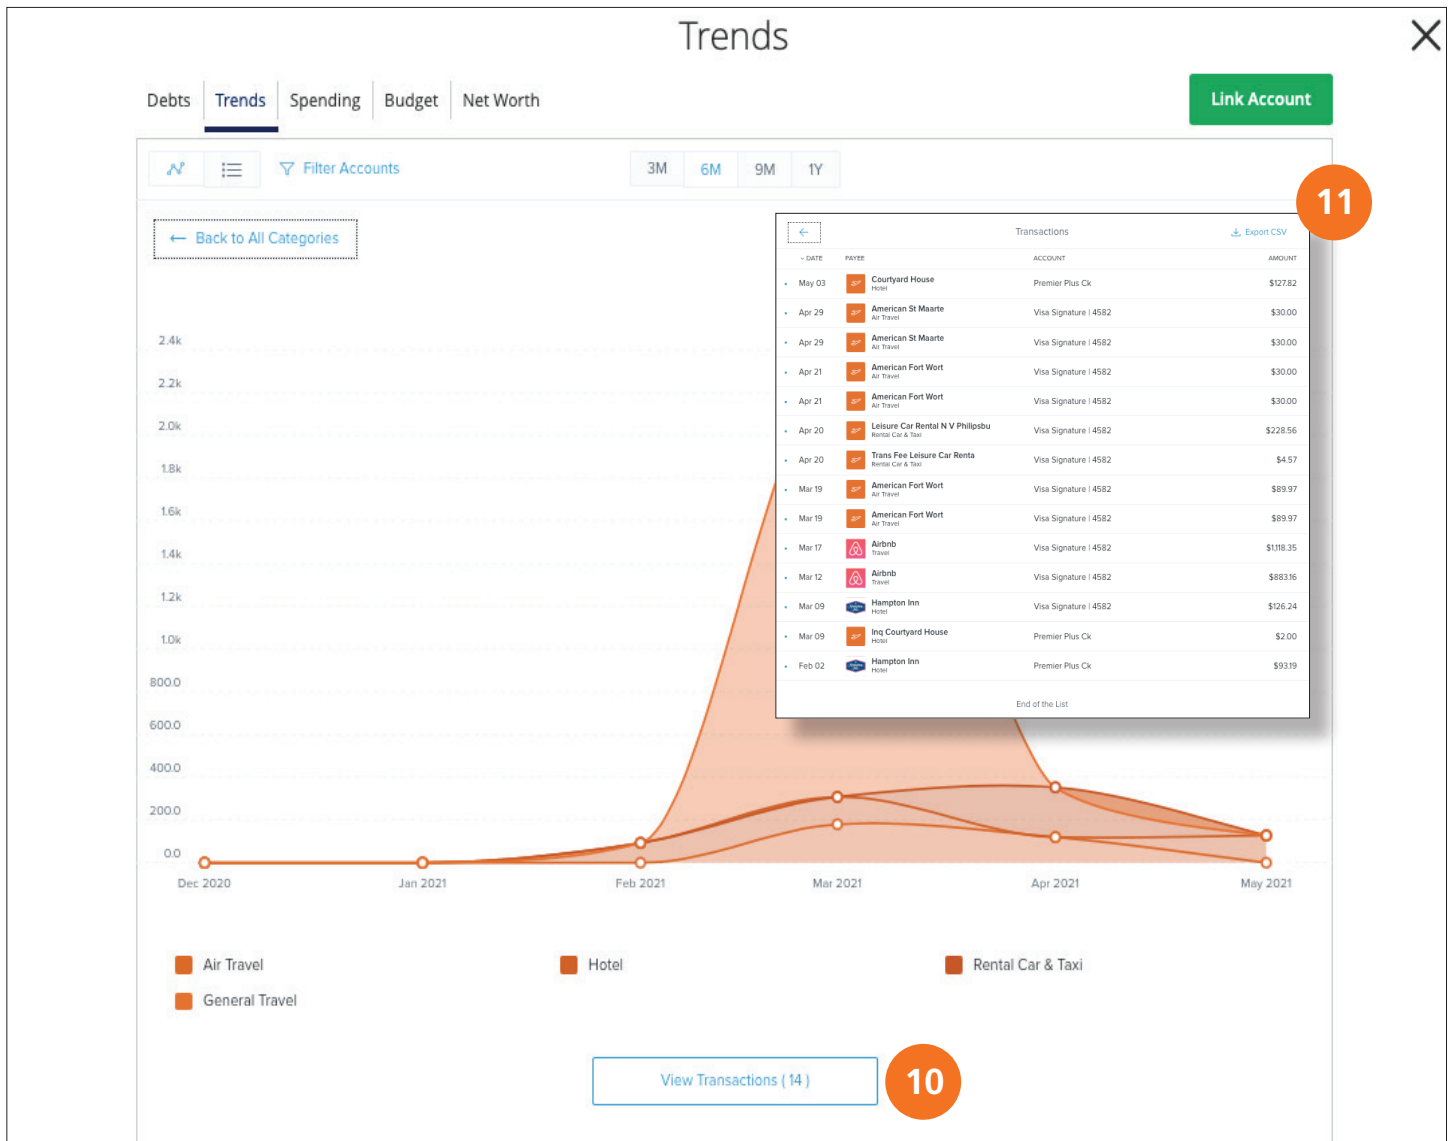 Trends
Debts Trends Spending Budget Net Worth Link Account
Filter Accounts 3M 6M 9M 1Y
11
← Back to All Categories
← Transactions Export CSV
DATE PAYEE ACCOUNT AMOUNT
May 03 Courtyard House Premier Plus Ck $127.82
Hotel
Apr 29 American St Maarte Visa Signature | 4582 $30.00
Air Travel
Apr 29 American St Maarte Visa Signature | 4582 $30.00
Air Travel
Apr 21 American Fort Wort Visa Signature | 4582 $30.00
Air Travel
Apr 21 American Fort Wort Visa Signature | 4582 $30.00
Air Travel
Apr 20 Leisure Car Rental N V Philipsbu Visa Signature | 4582 $228.56
Rental Car & Taxi
Apr 20 Trans Fee Leisure Car Renta Visa Signature | 4582 $4.57
Rental Car & Taxi
Mar 19 American Fort Wort Visa Signature | 4582 $89.97
Air Travel
Mar 19 American Fort Wort Visa Signature | 4582 $89.97
Air Travel
Mar 17 Airbnb Visa Signature | 4582 $1,118.35
Travel
Mar 12 Airbnb Visa Signature | 4582 $883.16
Travel
Mar 09 Hampton Inn Visa Signature | 4582 $126.24
Hotel
Mar 09 Inq Courtyard House Premier Plus Ck $2.00
Hotel
Feb 02 Hampton Inn Premier Plus Ck $93.19
Hotel
End of the List
2.4k
2.2k
2.0k
1.8k
1.6k
1.4k
1.2k
1.0k
800.0
600.0
400.0
200.0
0.0
Dec 2020 Jan 2021 Feb 2021 Mar 2021 Apr 2021 May 2021
Air Travel Hotel Rental Car & Taxi
General Travel
View Transactions ( 14 )
10